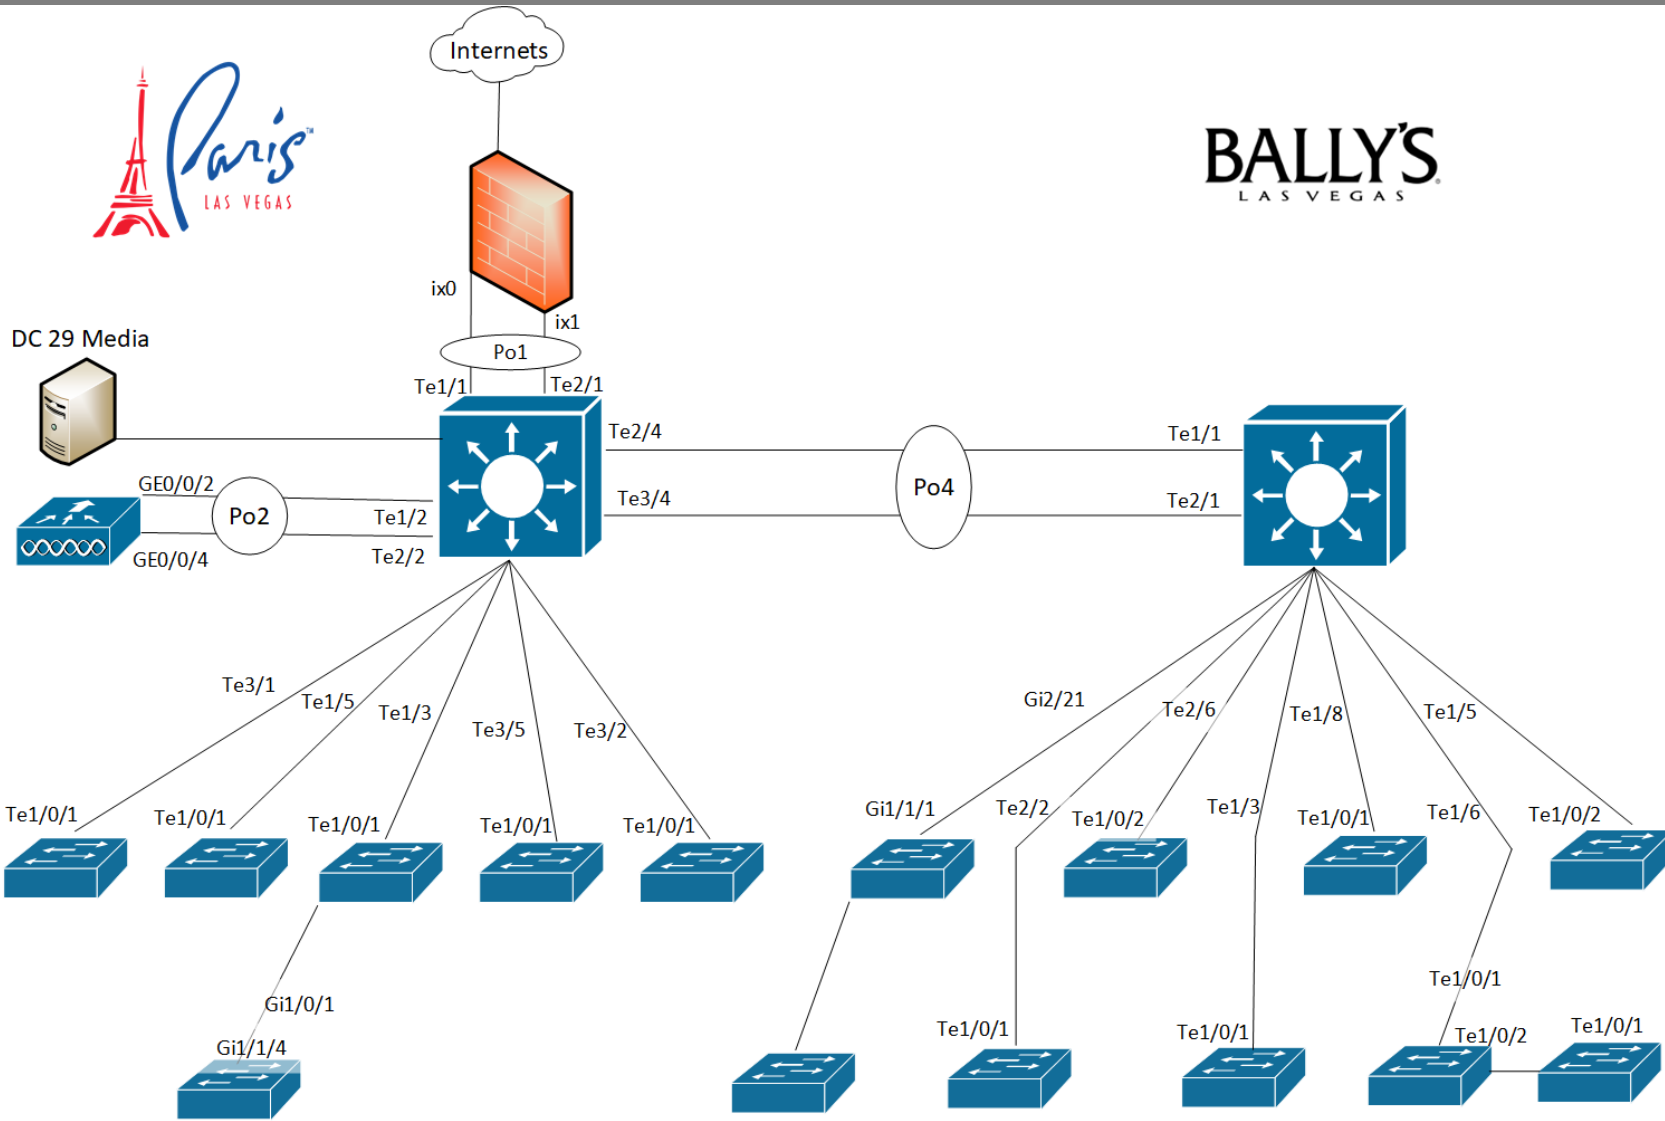 Internets
Paris™
LAS VEGAS
BALLY'S
LAS VEGAS
ix0
ix1
DC 29 Media
Po1
Te1/1
Te2/1
Te2/4
Te1/1
GE0/0/2
Po2
Te1/2
Te3/4
Po4
Te2/1
GE0/0/4
Te2/2
Te3/1
Te1/5
Te1/3
Te3/5
Te3/2
Gi2/21
Te2/6
Te1/8
Te1/5
Te1/0/1
Te1/0/1
Te1/0/1
Te1/0/1
Te1/0/1
Gi1/1/1
Te2/2
Te1/0/2
Te1/3
Te1/0/1
Te1/6
Te1/0/2
Gi1/0/1
Gi1/1/4
Te1/0/1
Te1/0/1
Te1/0/1
Te1/0/2
Te1/0/1